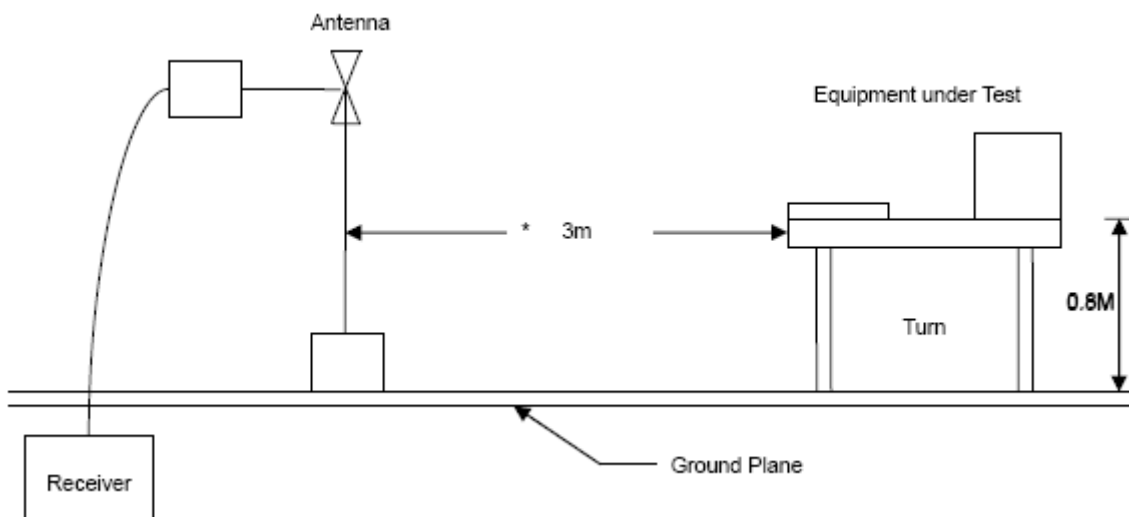 Antenna
Equipment under Test
* 3m
0.8M
Turn
Ground Plane
Receiver